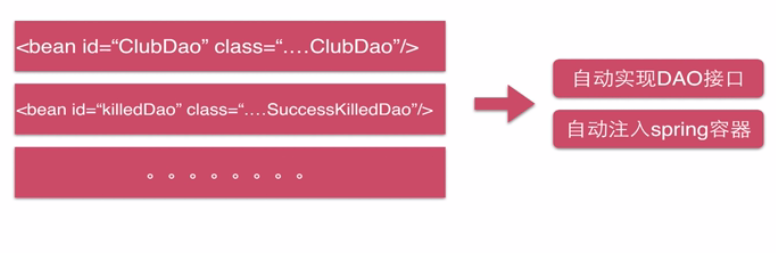 <bean id=“ClubDao” class=“....ClubDao”/>
<bean id=“killedDao” class=“....SuccessKilledDao”/>
。。。。。。。。
自动实现DAO接口
自动注入spring容器